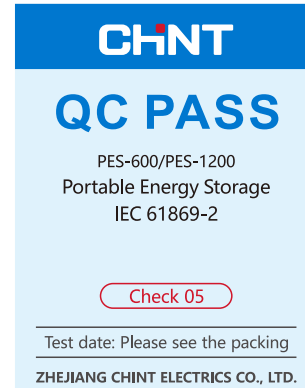 CHNT
QC PASS
PES-600/PES-1200
Portable Energy Storage
IEC 61869-2
Check 05
Test date: Please see the packing
ZHEJIANG CHINT ELECTRICS CO., LTD.